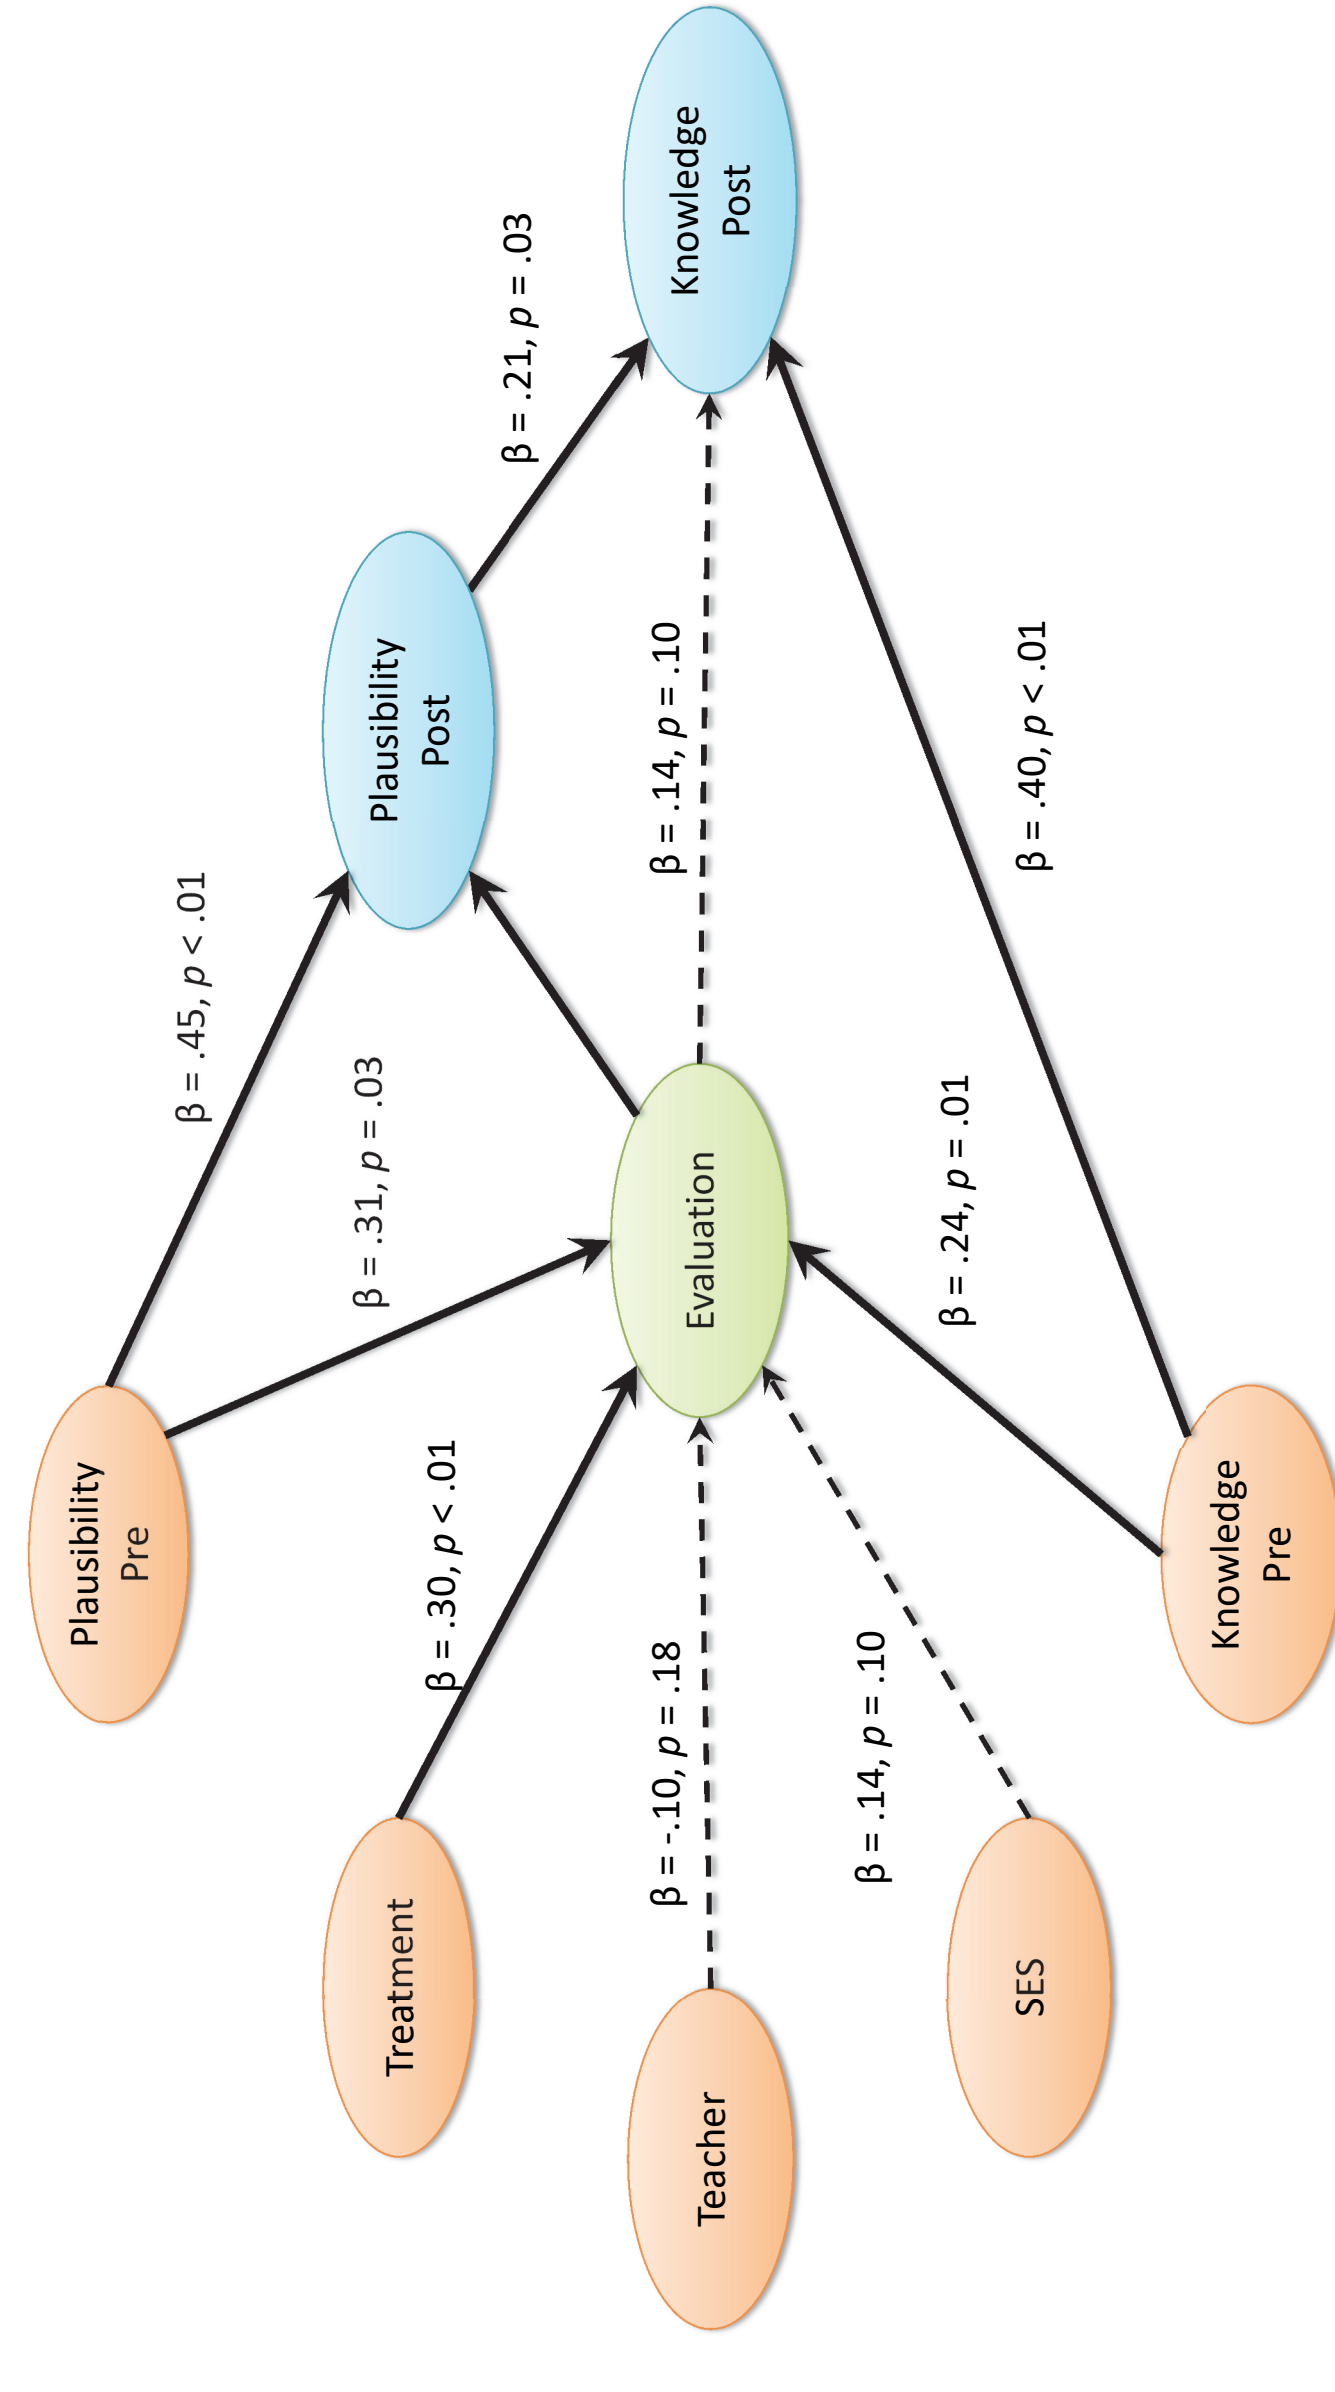 Plausibility
Pre
β = .45, p < .01
β = .31, p = .03
Treatment
β = .30, p < .01
Plausibility
Post
β = .21, p = .03
Teacher
β = -.10, p = .18
Evaluation
β = .14, p = .10
Knowledge
Post
SES
β = .14, p = .10
β = .24, p = .01
β = .40, p < .01
Knowledge
Pre